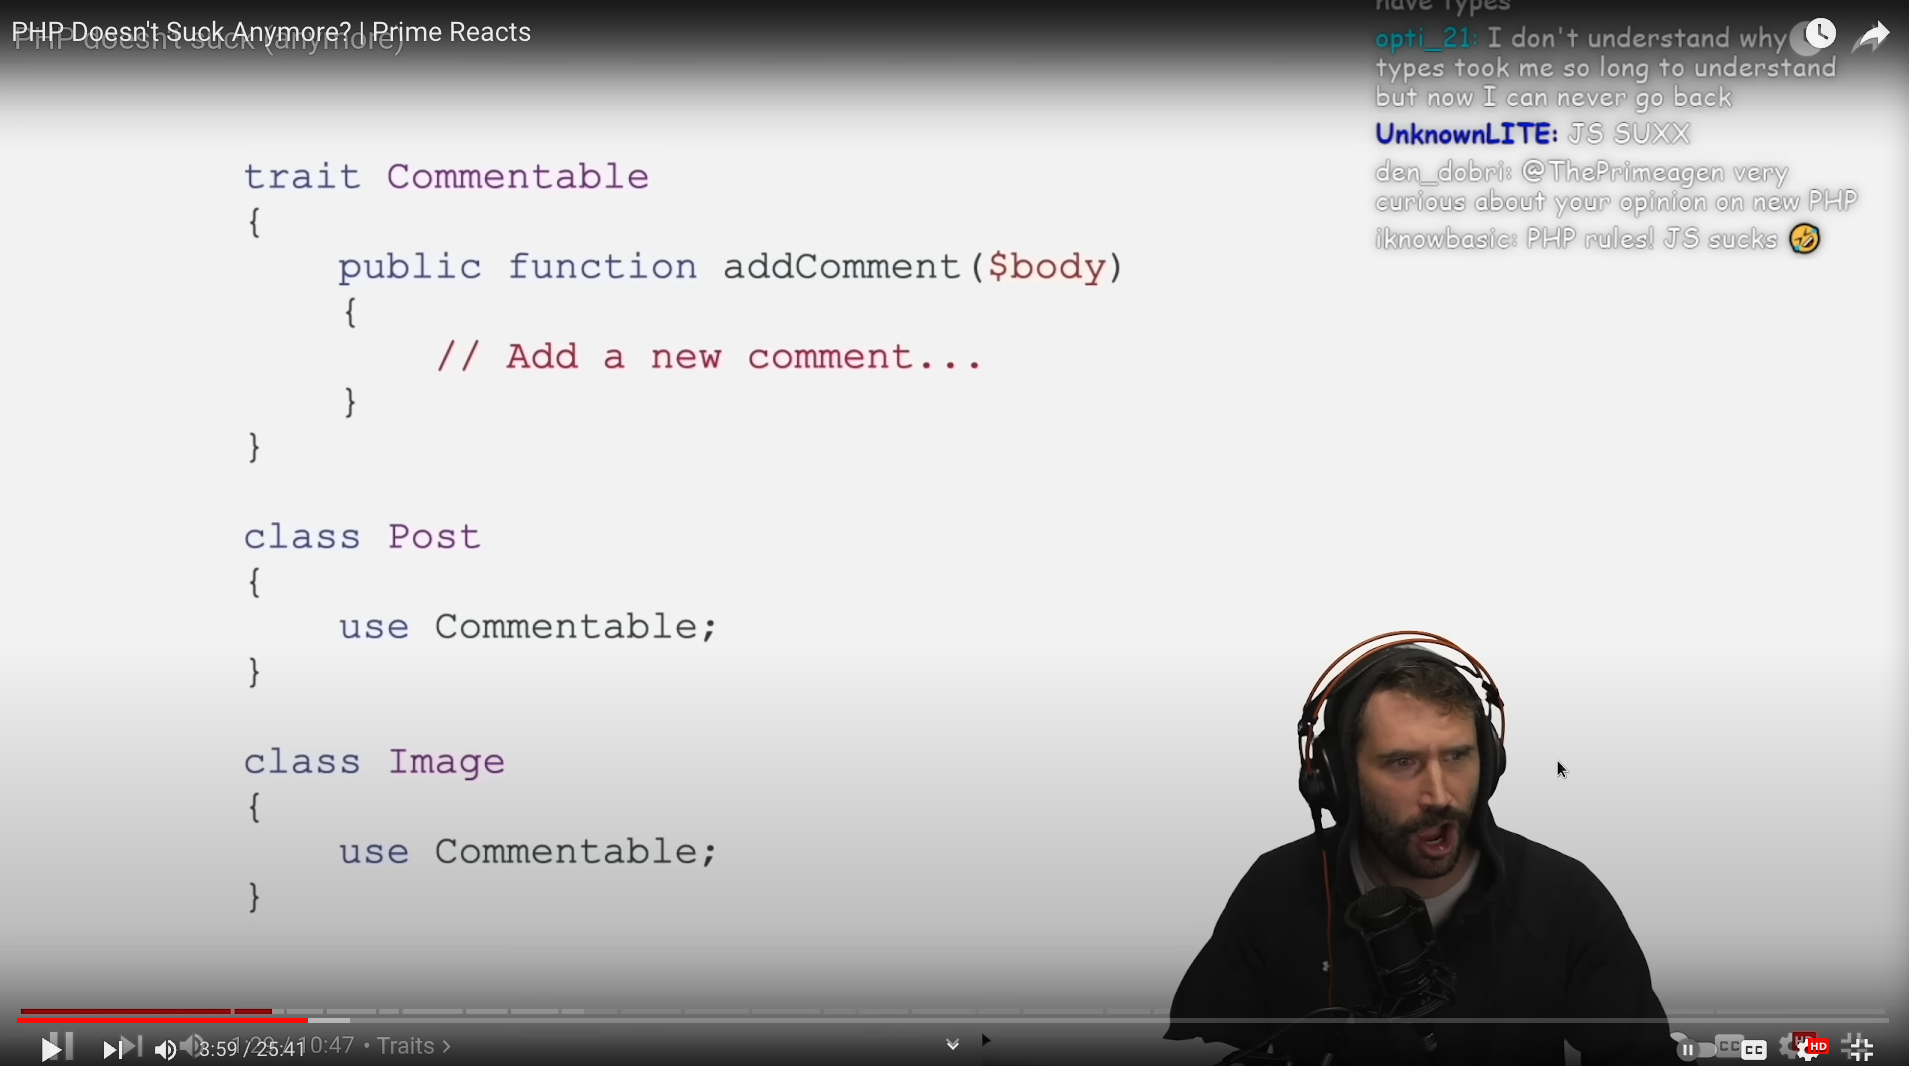 PHP Doesn't Suck Anymore? | Prime Reacts
PHP doesn't suck (anymore)
have types
opti_21: I don't understand why
types took me so long to understand
but now I can never go back
UnknownLITE: JS SUXX
den_dobri: @ThePrimeagen very
curious about your opinion on new PHP
iknowbasic: PHP rules! JS sucks 🤣
trait Commentable
{
public function addComment($body)
{
// Add a new comment...
}
}
class Post
{
use Commentable;
}
class Image
{
use Commentable;
}
3:59 / 25:41
/ 10:47 • Traits >
CC
CC
HD
HD